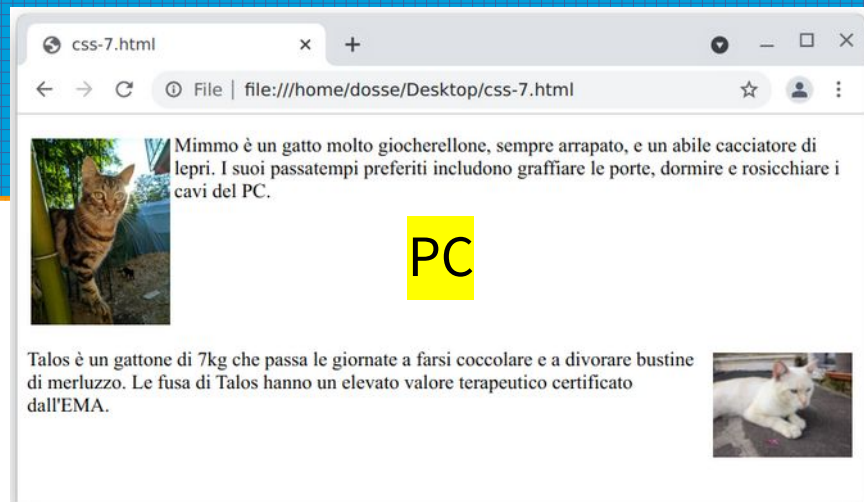 css-7.html
File | file:///home/dosse/Desktop/css-7.html
Mimmo è un gatto molto giocherellone, sempre arrapato, e un abile cacciatore di
lepri. I suoi passatempi preferiti includono graffiare le porte, dormire e rosicchiare i
cavi del PC.
PC
Talos è un gattone di 7kg che passa le giornate a farsi coccolare e a divorare bustine
di merluzzo. Le fusa di Talos hanno un elevato valore terapeutico certificato
dall'EMA.